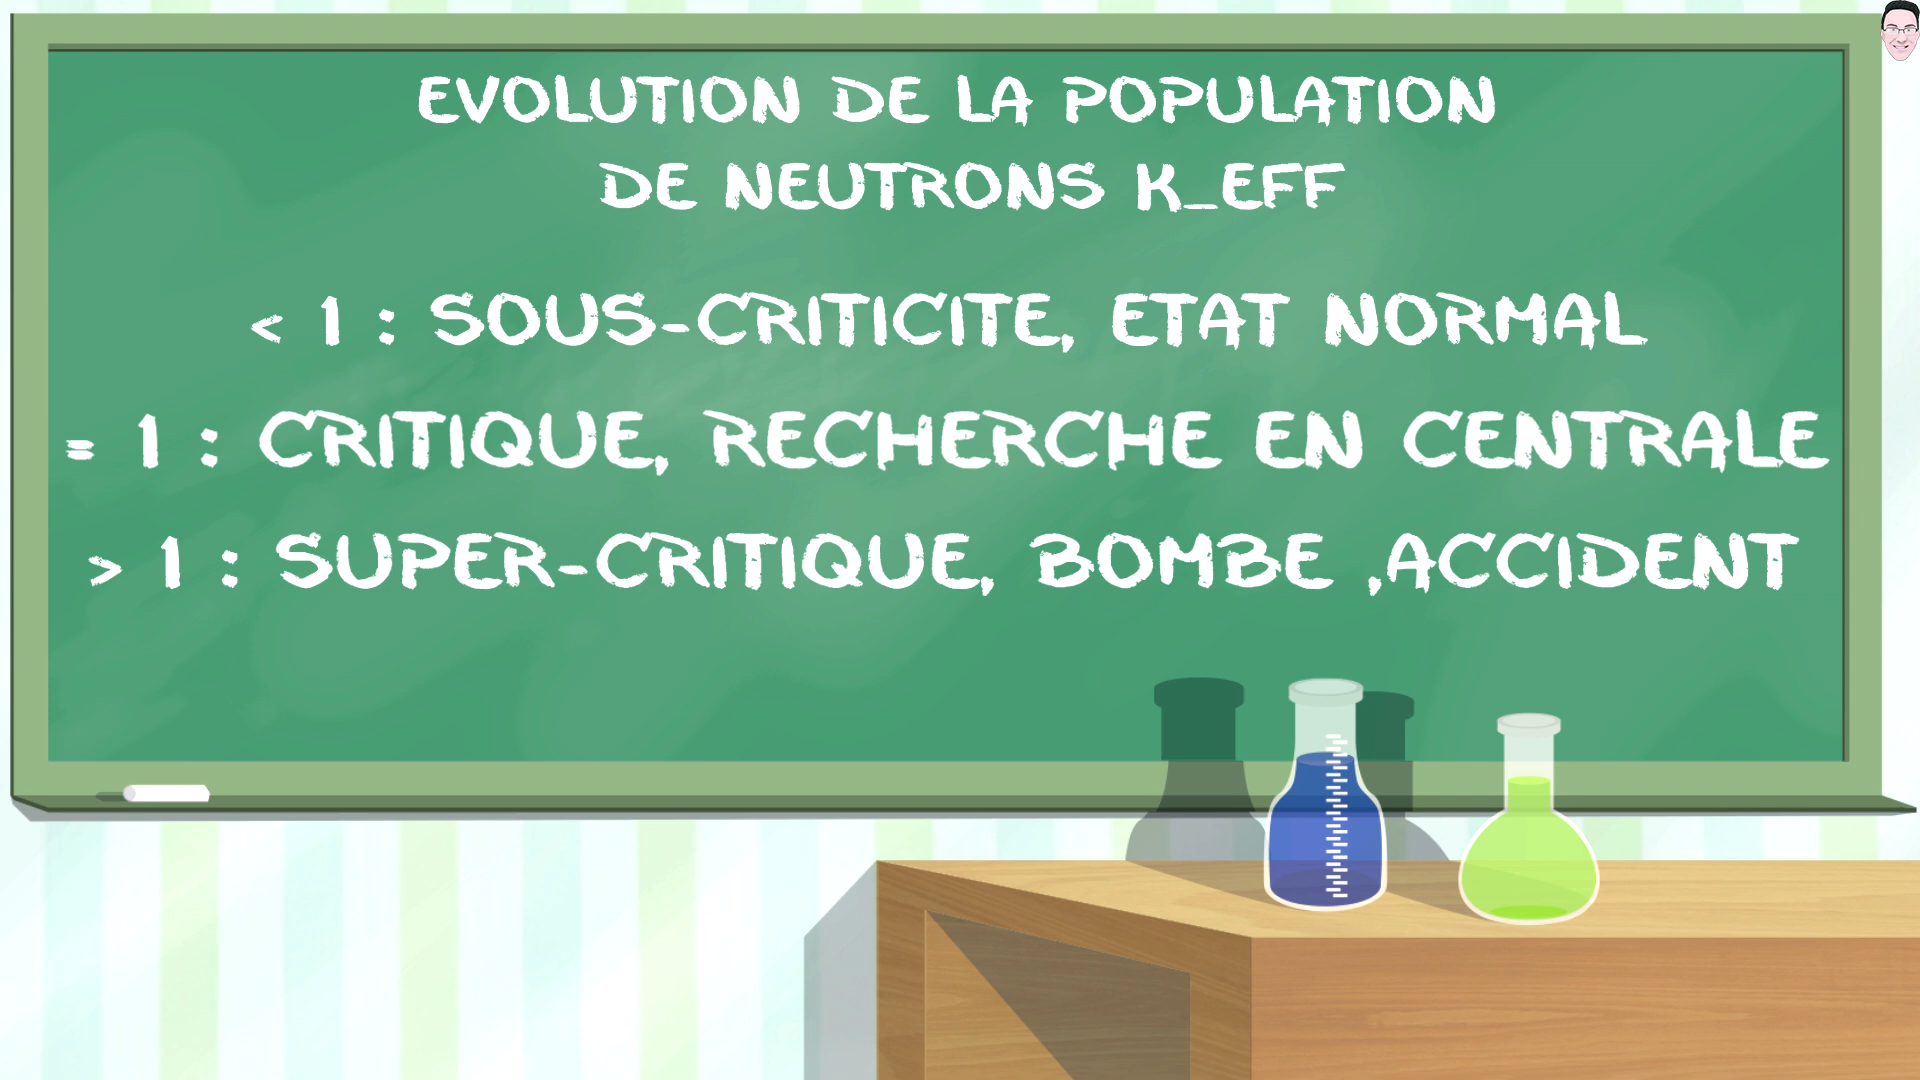 EVOLUTION DE LA POPULATION
DE NEUTRONS K_EFF
< 1 : SOUS-CRITICITE, ETAT NORMAL
= 1 : CRITIQUE, RECHERCHE EN CENTRALE
> 1 : SUPER-CRITIQUE, BOMBE ,ACCIDENT